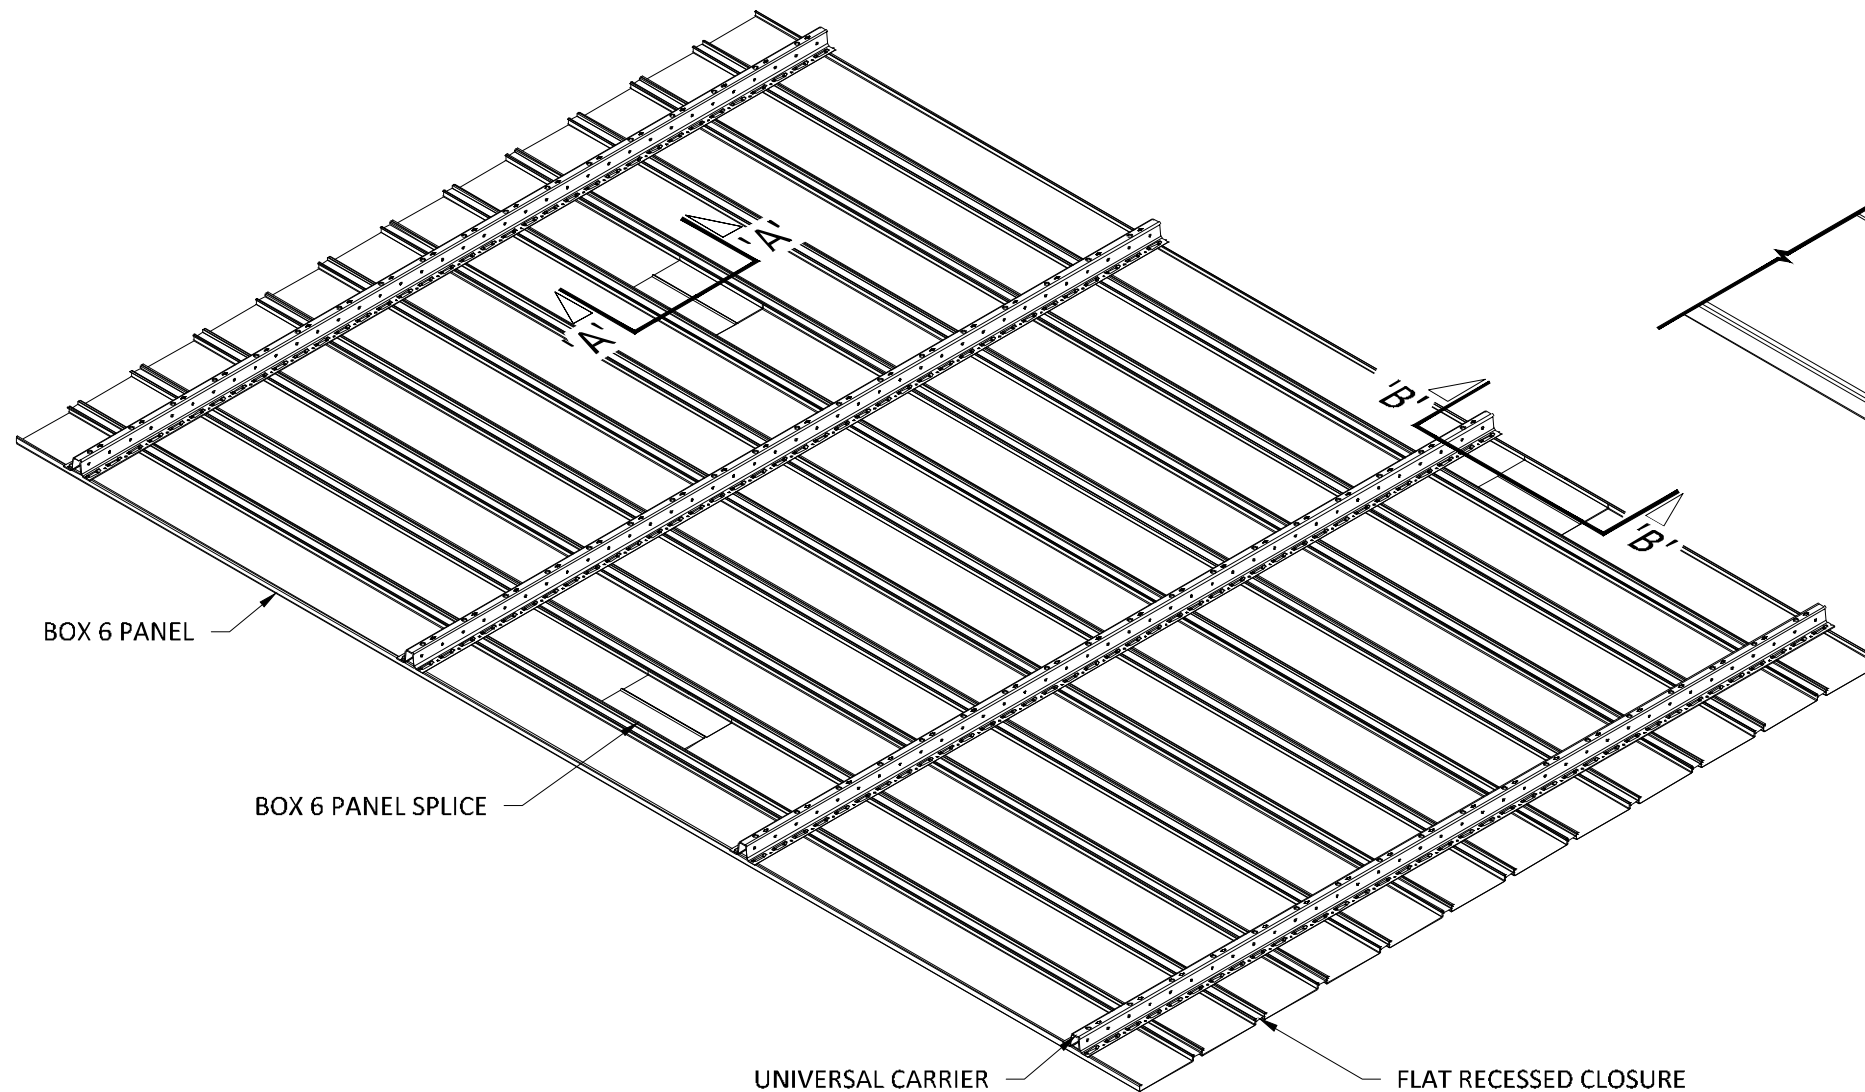 'A'
'A'
'B'
'B'
BOX 6 PANEL
BOX 6 PANEL SPLICE
UNIVERSAL CARRIER
FLAT RECESSED CLOSURE